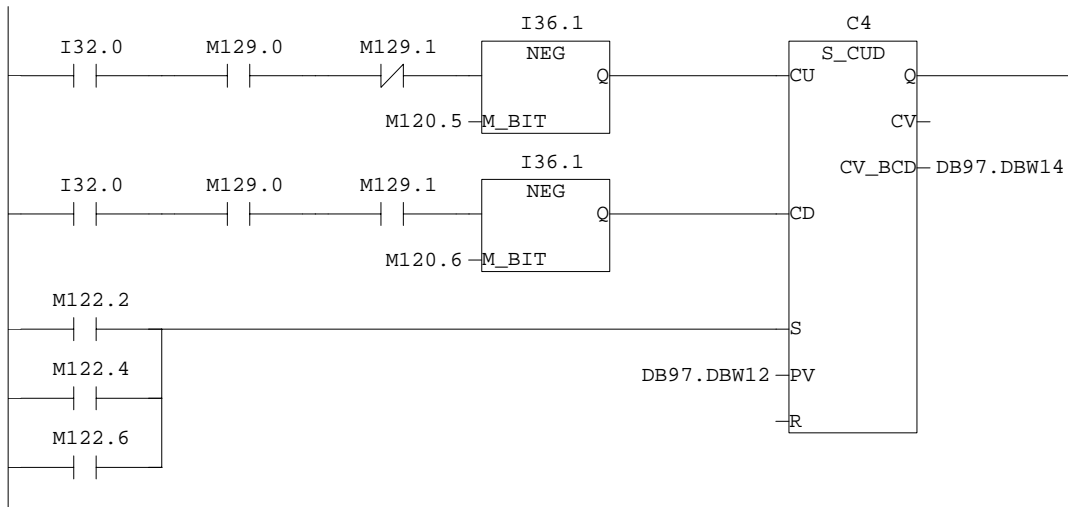 I36.1 C4
I32.0 M129.0 M129.1 NEG S_CUD
Q CU Q
M120.5 M_BIT CV
I36.1 CV_BCD DB97.DBW14
I32.0 M129.0 M129.1 NEG
Q CD
M120.6 M_BIT
M122.2
S
M122.4 DB97.DBW12 PV
R
M122.6